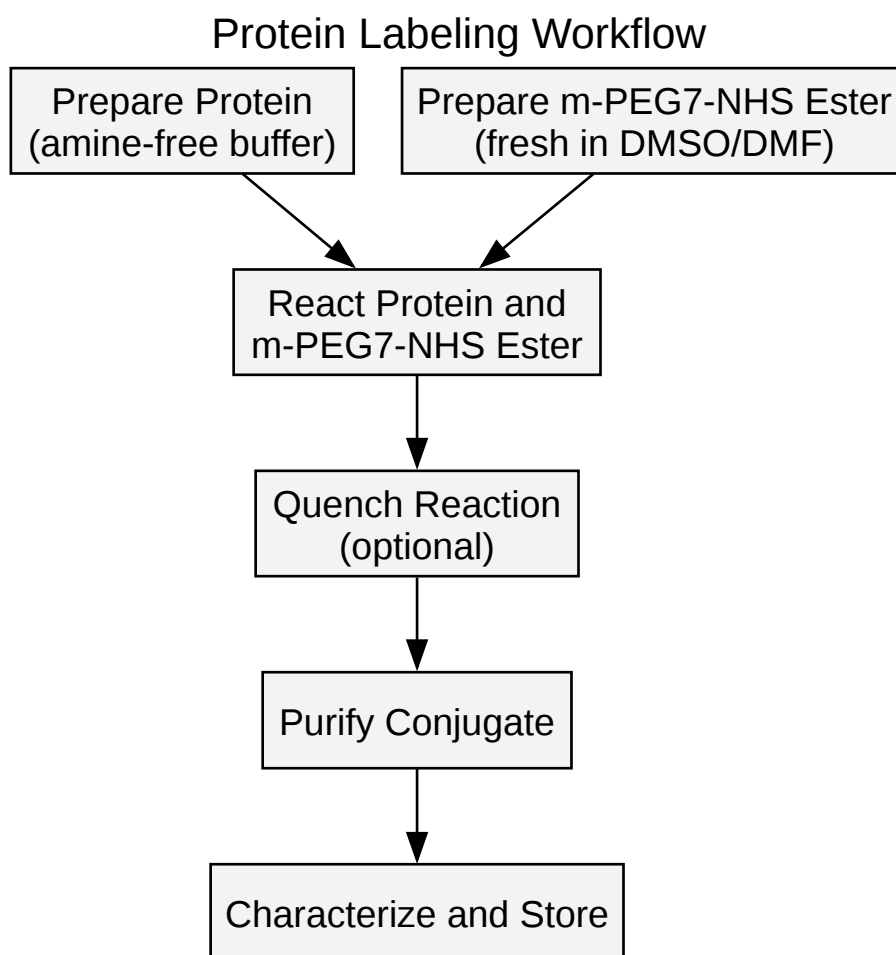 Protein Labeling Workflow
Prepare Protein
(amine-free buffer)
Prepare m-PEG7-NHS Ester
(fresh in DMSO/DMF)
React Protein and
m-PEG7-NHS Ester
Quench Reaction
(optional)
Purify Conjugate
Characterize and Store